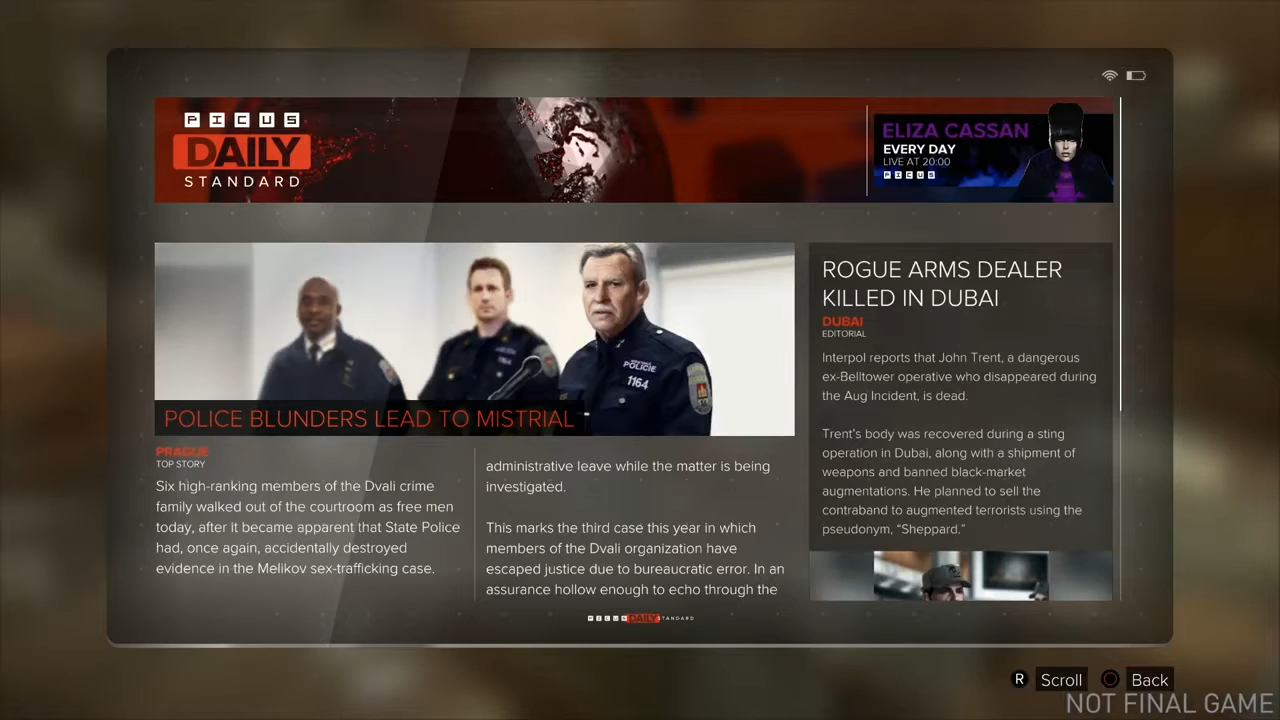 PICUS
DAILY
STANDARD
ELIZA CASSAN
EVERY DAY
LIVE AT 20:00
PICUS
POLICIE
1164
POLICE BLUNDERS LEAD TO MISTRIAL
PRAGUE
TOP STORY
Six high-ranking members of the Dvali crime
family walked out of the courtroom as free men
today, after it became apparent that State Police
had, once again, accidentally destroyed
evidence in the Melikov sex-trafficking case.
administrative leave while the matter is being
investigated.
This marks the third case this year in which
members of the Dvali organization have
escaped justice due to bureaucratic error. In an
assurance hollow enough to echo through the
ROGUE ARMS DEALER
KILLED IN DUBAI
DUBAI
EDITORIAL
Interpol reports that John Trent, a dangerous
ex-Belltower operative who disappeared during
the Aug Incident, is dead.
Trent's body was recovered during a sting
operation in Dubai, along with a shipment of
weapons and banned black-market
augmentations. He planned to sell the
contraband to augmented terrorists using the
pseudonym, “Sheppard.”
PICUS DAILY STANDARD
R Scroll Back
NOT FINAL GAME